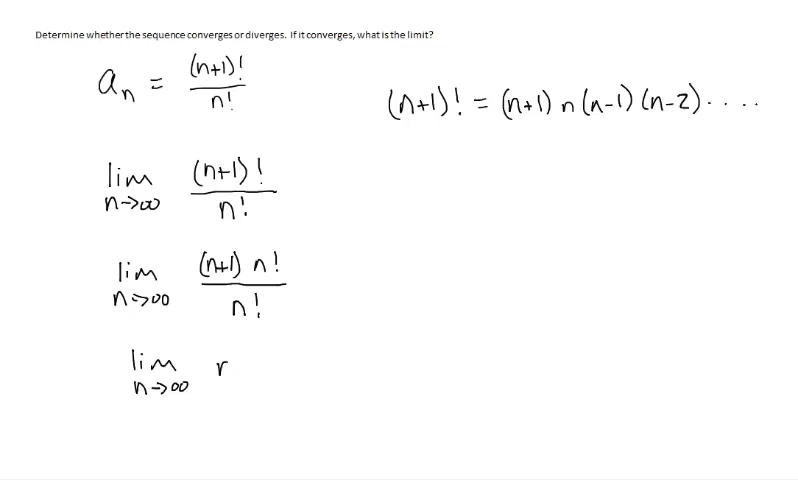 Determine whether the sequence converges or diverges. If it converges, what is the limit?
aₙ = (n+1)! / n!
(n+1)! = (n+1) n (n-1) (n-2) · · · ·
lim n→∞ (n+1)! / n!
lim n→∞ (n+1) n! / n!
lim n→∞ r